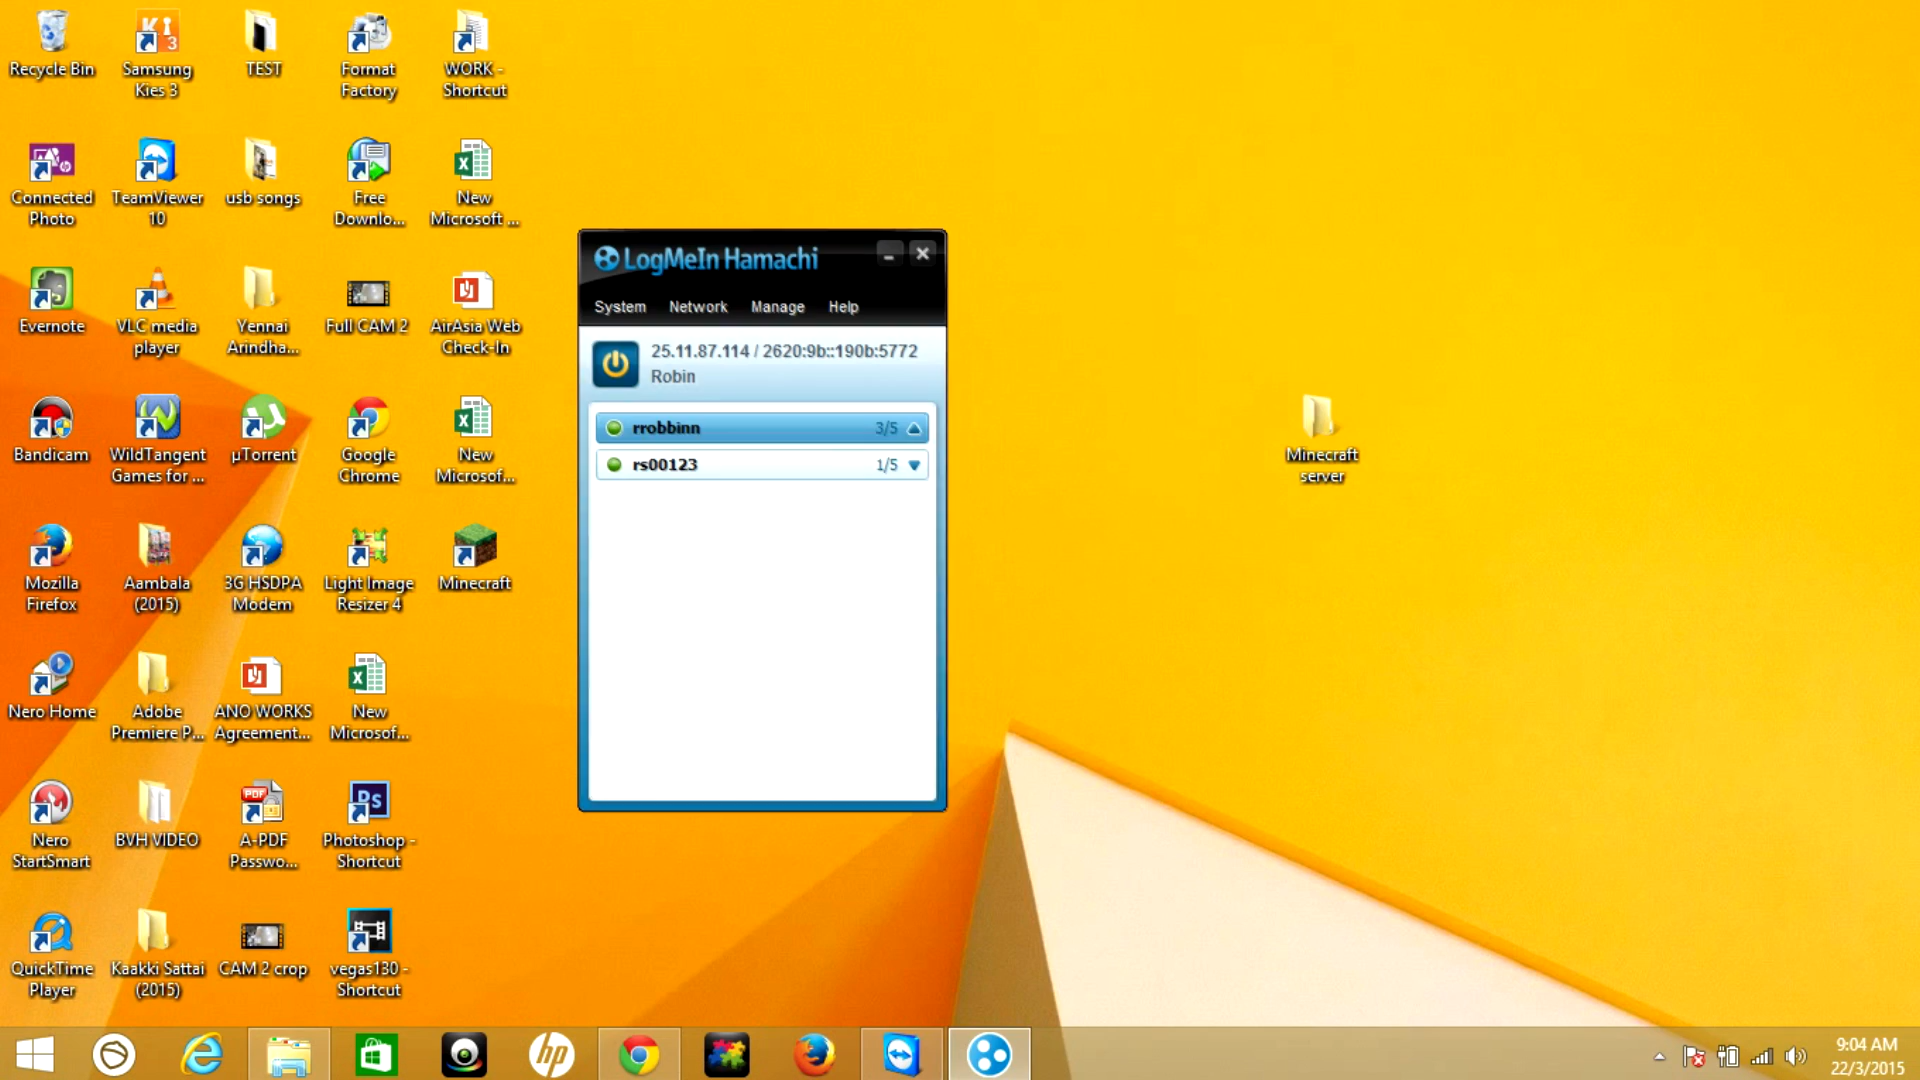 Recycle Bin
Samsung
Kies 3
TEST
Format
Factory
WORK -
Shortcut
Connected
Photo
TeamViewer
10
usb songs
Free
Downlo...
New
Microsoft ...
Evernote
VLC media
player
Yennai
Arindha...
Full CAM 2
AirAsia Web
Check-In
Bandicam
WildTangent
Games for ...
µTorrent
Google
Chrome
New
Microsof...
Mozilla
Firefox
Aambala
(2015)
3G HSDPA
Modem
Light Image
Resizer 4
Minecraft
Nero Home
Adobe
Premiere P...
ANO WORKS
Agreement...
New
Microsof...
Nero
StartSmart
BVH VIDEO
A-PDF
Passwo...
Photoshop -
Shortcut
QuickTime
Player
Kaakki Sattai
(2015)
CAM 2 crop
vegas130 -
Shortcut
LogMeIn Hamachi
System Network Manage Help
25.11.87.114 / 2620:9b::190b:5772
Robin
rrobbinn 3/5
rs00123 1/5
Minecraft
server
Ki
3
PDF
Ps
hp
9:04 AM
22/3/2015